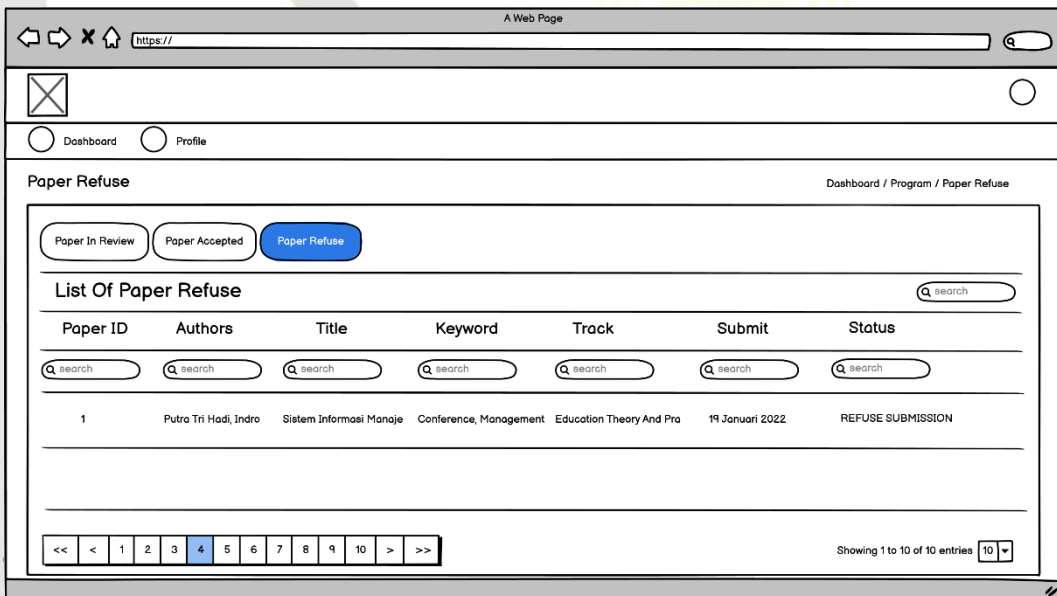 A Web Page
https://
Dashboard Profile
Paper Refuse Dashboard / Program / Paper Refuse
Paper In Review Paper Accepted Paper Refuse
List Of Paper Refuse search
Paper ID Authors Title Keyword Track Submit Status
search search search search search search search
1 Putra Tri Hadi, Indro Sistem Informasi Manaje Conference, Management Education Theory And Pra 19 Januari 2022 REFUSE SUBMISSION
<< < 1 2 3 4 5 6 7 8 9 10 > >> Showing 1 to 10 of 10 entries 10